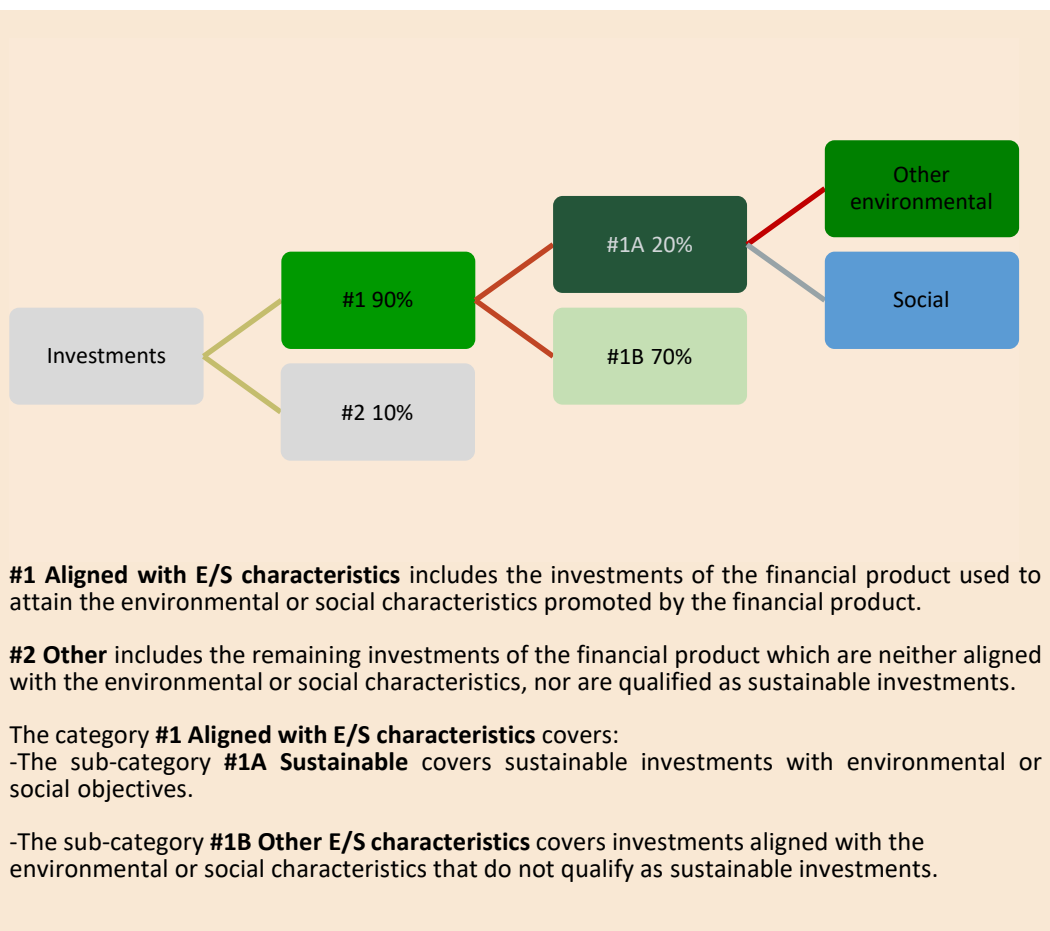 Other
environmental
#1A 20%
#1 90%
Social
Investments
#1B 70%
#2 10%
#1 Aligned with E/S characteristics includes the investments of the financial product used to
attain the environmental or social characteristics promoted by the financial product.
#2 Other includes the remaining investments of the financial product which are neither aligned
with the environmental or social characteristics, nor are qualified as sustainable investments.
The category #1 Aligned with E/S characteristics covers:
-The sub-category #1A Sustainable covers sustainable investments with environmental or
social objectives.
-The sub-category #1B Other E/S characteristics covers investments aligned with the
environmental or social characteristics that do not qualify as sustainable investments.